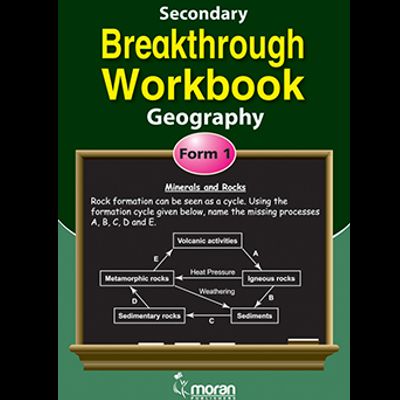 Secondary
Breakthrough
Workbook
Geography
Form 1
Minerals and Rocks
Rock formation can be seen as a cycle. Using the
formation cycle given below, name the missing processes
A, B, C, D and E.
Volcanic activities
E
A
Heat Pressure
Metamorphic rocks
Igneous rocks
Weathering
D
B
Sedimentary rocks
Sediments
C
moran
PUBLISHERS